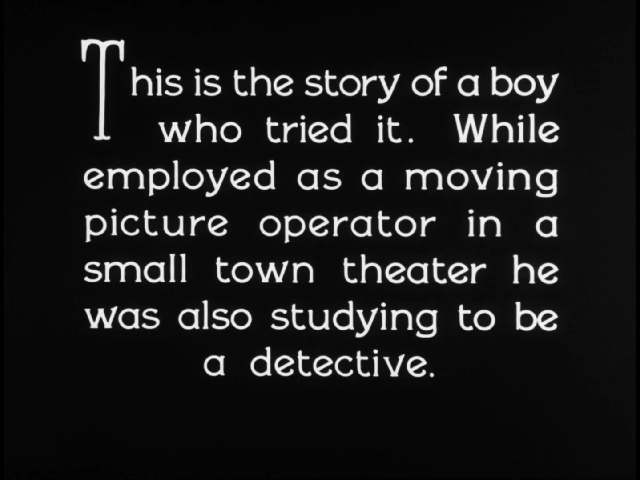 This is the story of a boy
who tried it. While
employed as a moving
picture operator in a
small town theater he
was also studying to be
a detective.